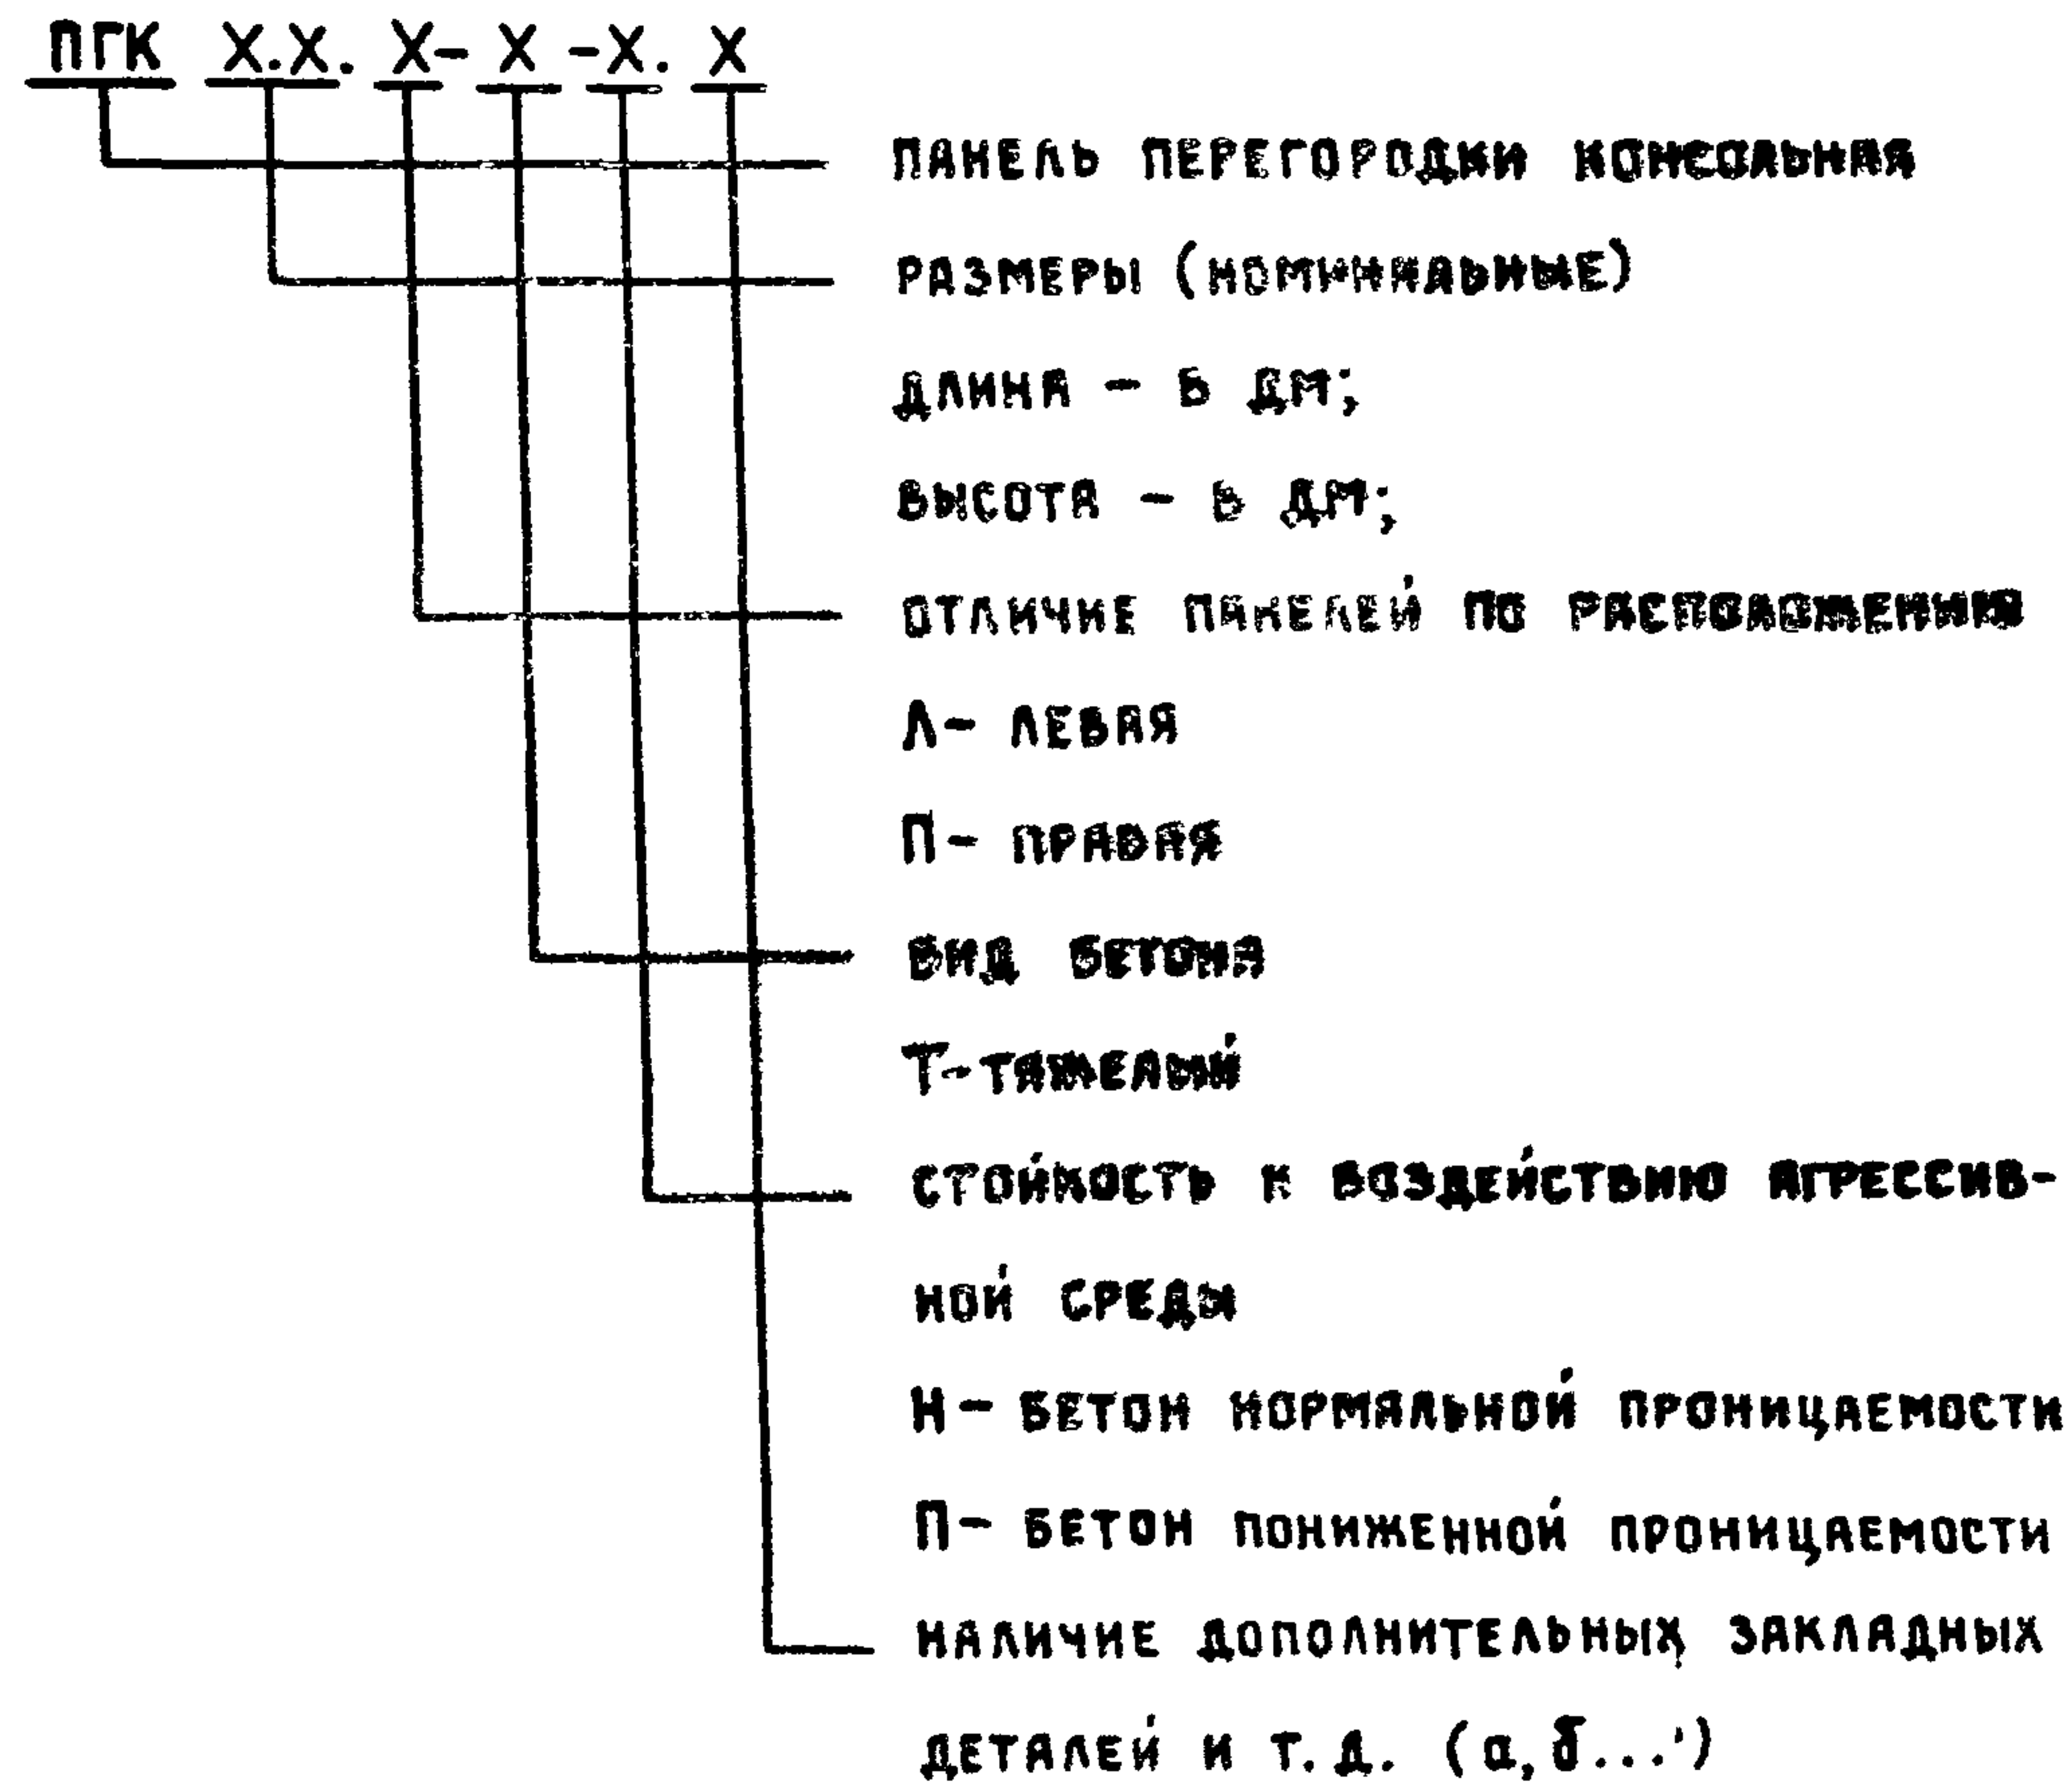 ПГК Х.Х. Х- Х -Х. Х
ПАНЕЛЬ ПЕРЕГОРОДКИ КОНСОЛЬНАЯ
РАЗМЕРЫ (НОМИНАЛЬНЫЕ)
ДЛИНА - В ДМ;
ВЫСОТА - В ДМ;
ОТЛИЧИЕ ПАНЕЛЕЙ ПО РАСПОЛОЖЕНИЮ
Л- ЛЕВАЯ
П- ПРАВАЯ
ВИД БЕТОНА
Т-ТЯЖЕЛЫЙ
СТОЙКОСТЬ К ВОЗДЕЙСТВИЮ АГРЕССИВ-
НОЙ СРЕДЫ
Н- БЕТОН НОРМАЛЬНОЙ ПРОНИЦАЕМОСТИ
П- БЕТОН ПОНИЖЕННОЙ ПРОНИЦАЕМОСТИ
НАЛИЧИЕ ДОПОЛНИТЕЛЬНЫХ ЗАКЛАДНЫХ
ДЕТАЛЕЙ И Т.Д. (а,б...)